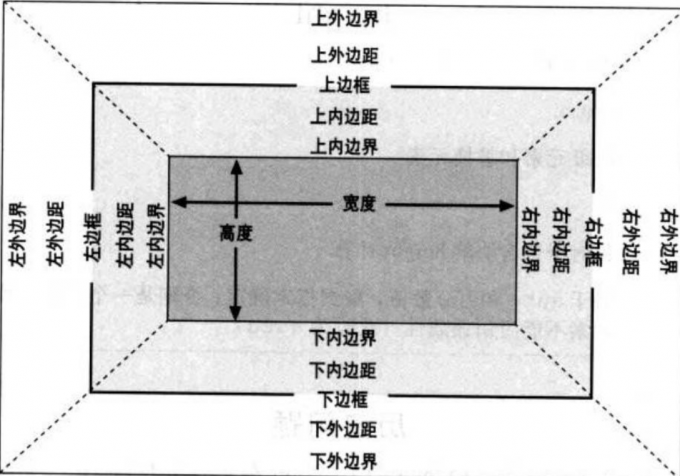 上外边界
上外边距
上边框
上内边距
上内边界
左外边界
左外边距
左边框
左内边距
左内边界
宽度
高度
右内边界
右内边距
右边框
右外边距
右外边界
下内边界
下内边距
下边框
下外边距
下外边界